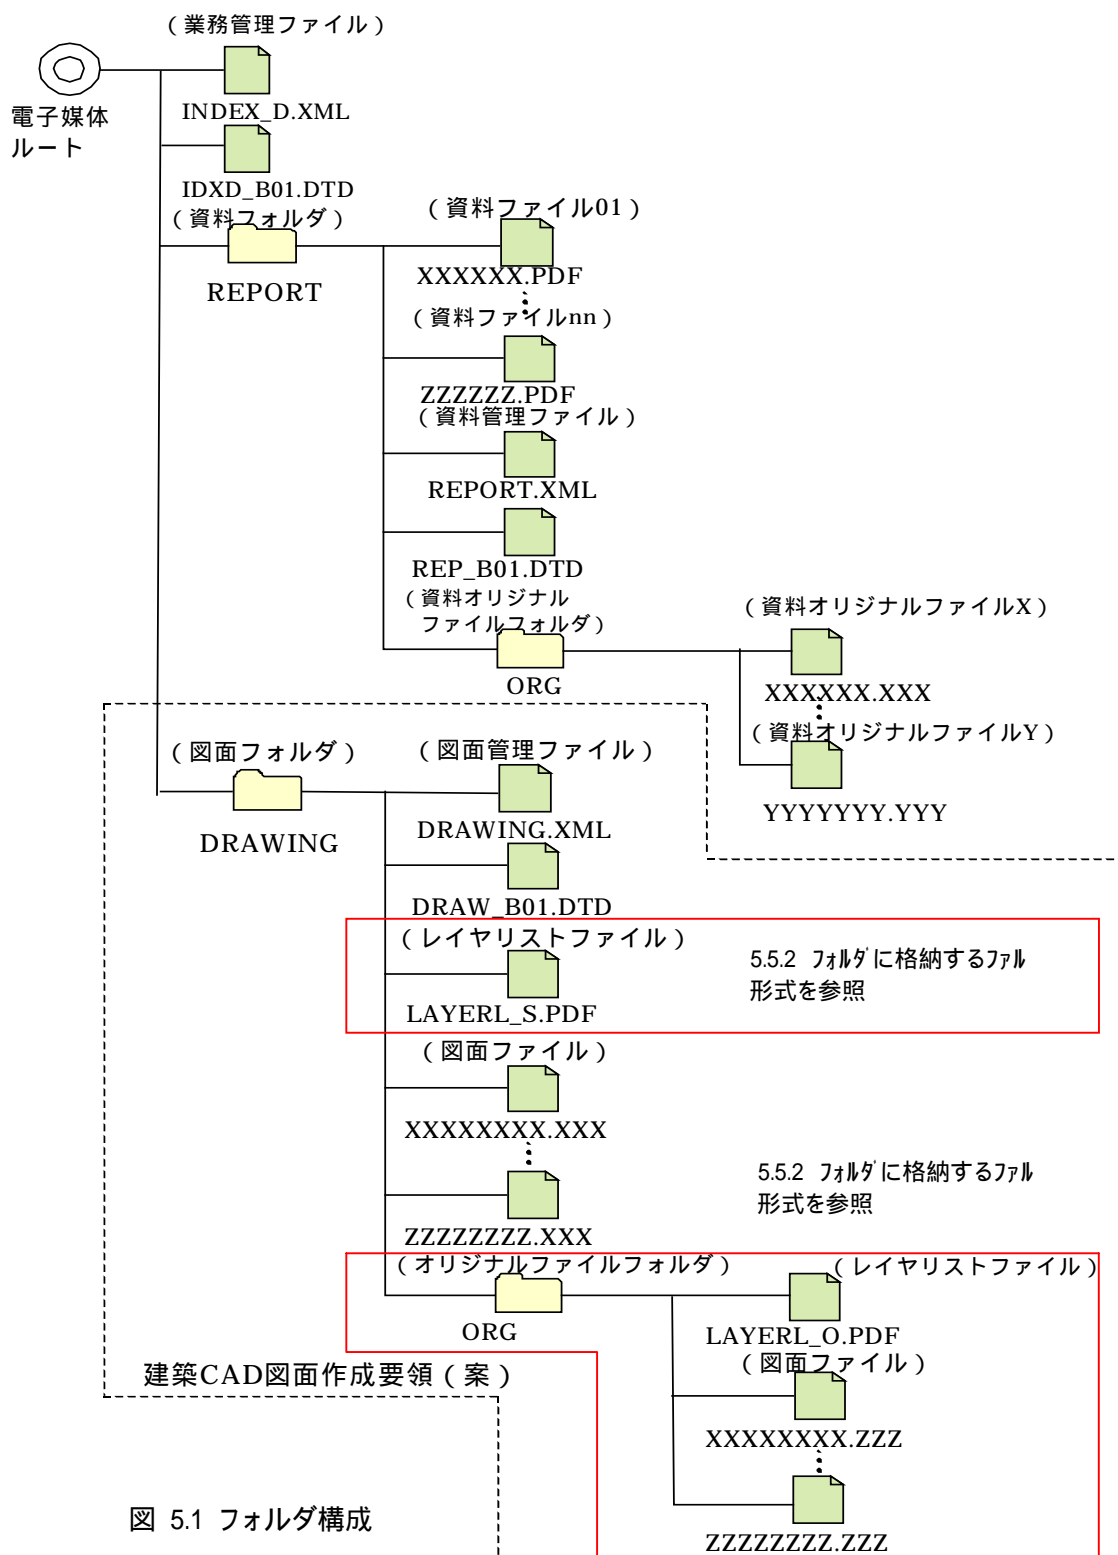 （業務管理ファイル）
電子媒体
ルート
INDEX_D.XML
IDXD_B01.DTD
（資料フォルダ）
REPORT
（資料ファイル01）
XXXXXX.PDF
（資料ファイルnn）
ZZZZZZ.PDF
（資料管理ファイル）
REPORT.XML
REP_B01.DTD
（資料オリジナル
ファイルフォルダ）
ORG
（資料オリジナルファイルX）
XXXXXX.XXX
（資料オリジナルファイルY）
YYYYYYY.YYY
（図面フォルダ）
DRAWING
（図面管理ファイル）
DRAWING.XML
DRAW_B01.DTD
（レイヤリストファイル）
LAYERL_S.PDF
5.5.2 フォルダに格納するファル
形式を参照
（図面ファイル）
XXXXXXXX.XXX
ZZZZZZZZ.XXX
5.5.2 フォルダに格納するファル
形式を参照
（オリジナルファイルフォルダ）
ORG
（レイヤリストファイル）
LAYERL_O.PDF
（図面ファイル）
XXXXXXXX.ZZZ
ZZZZZZZZ.ZZZ
建築CAD図面作成要領（案）
図 5.1 フォルダ構成